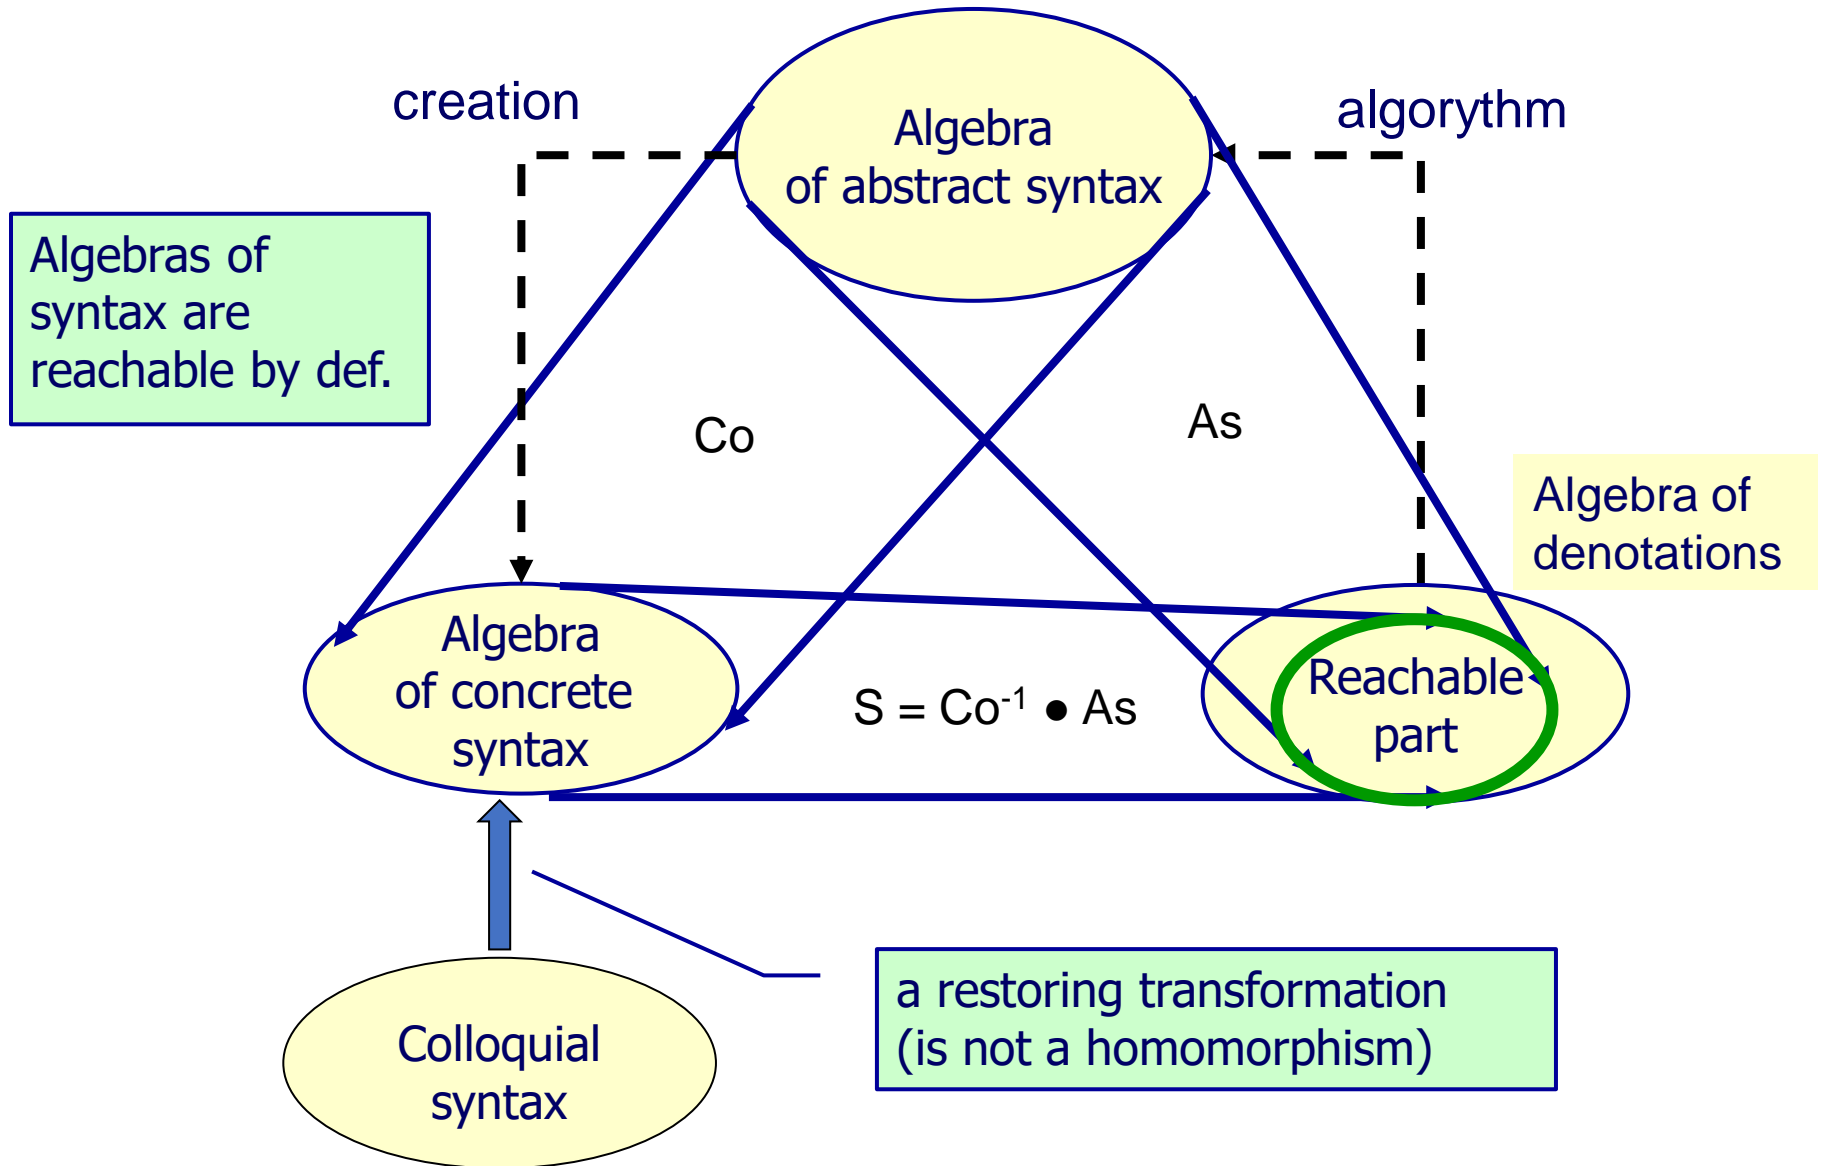 creation
Algebra
of abstract syntax
algorythm
Algebras of
syntax are
reachable by def.
Co
As
Algebra of
denotations
Algebra
of concrete
syntax
S = Co⁻¹ ● As
Reachable
part
a restoring transformation
(is not a homomorphism)
Colloquial
syntax